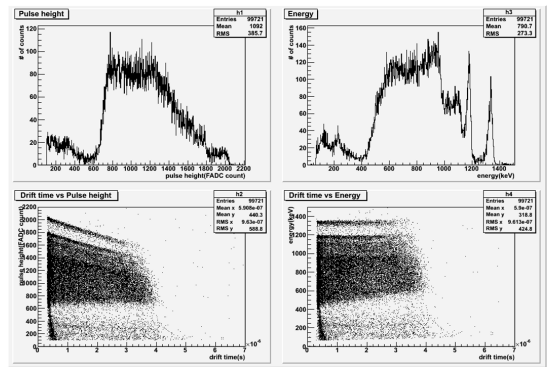 Pulse height
h1
Entries 99721
Mean 1092
RMS 385.7
# of counts
120
100
80
60
40
20
0
200 400 600 800 1000 1200 1400 1600 1800 2000 2200
pulse height(FADC count)
Energy
h3
Entries 99721
Mean 790.7
RMS 273.3
# of counts
160
140
120
100
80
60
40
20
0
200 400 600 800 1000 1200 1400
energy(keV)
Drift time vs Pulse height
h2
Entries 99721
Mean x 5.908e-07
Mean y 440.3
RMS x 9.63e-07
RMS y 588.8
pulse height(FADC count)
2200
2000
1800
1600
1400
1200
1000
800
600
400
200
0
0 1 2 3 4 5 6 7
×10-6
drift time(s)
Drift time vs Energy
h4
Entries 99721
Mean x 5.9e-07
Mean y 318.8
RMS x 9.613e-07
RMS y 424.8
energy(keV)
1400
1200
1000
800
600
400
200
0
0 1 2 3 4 5 6 7
×10-6
drift time(s)